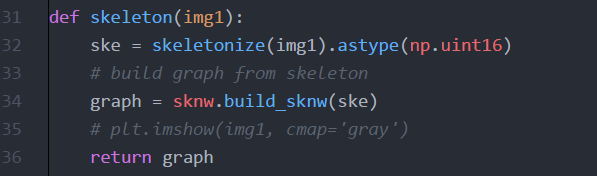 31 def skeleton(img1):
32     ske = skeletonize(img1).astype(np.uint16)
33     # build graph from skeleton
34     graph = sknw.build_sknw(ske)
35     # plt.imshow(img1, cmap='gray')
36     return graph